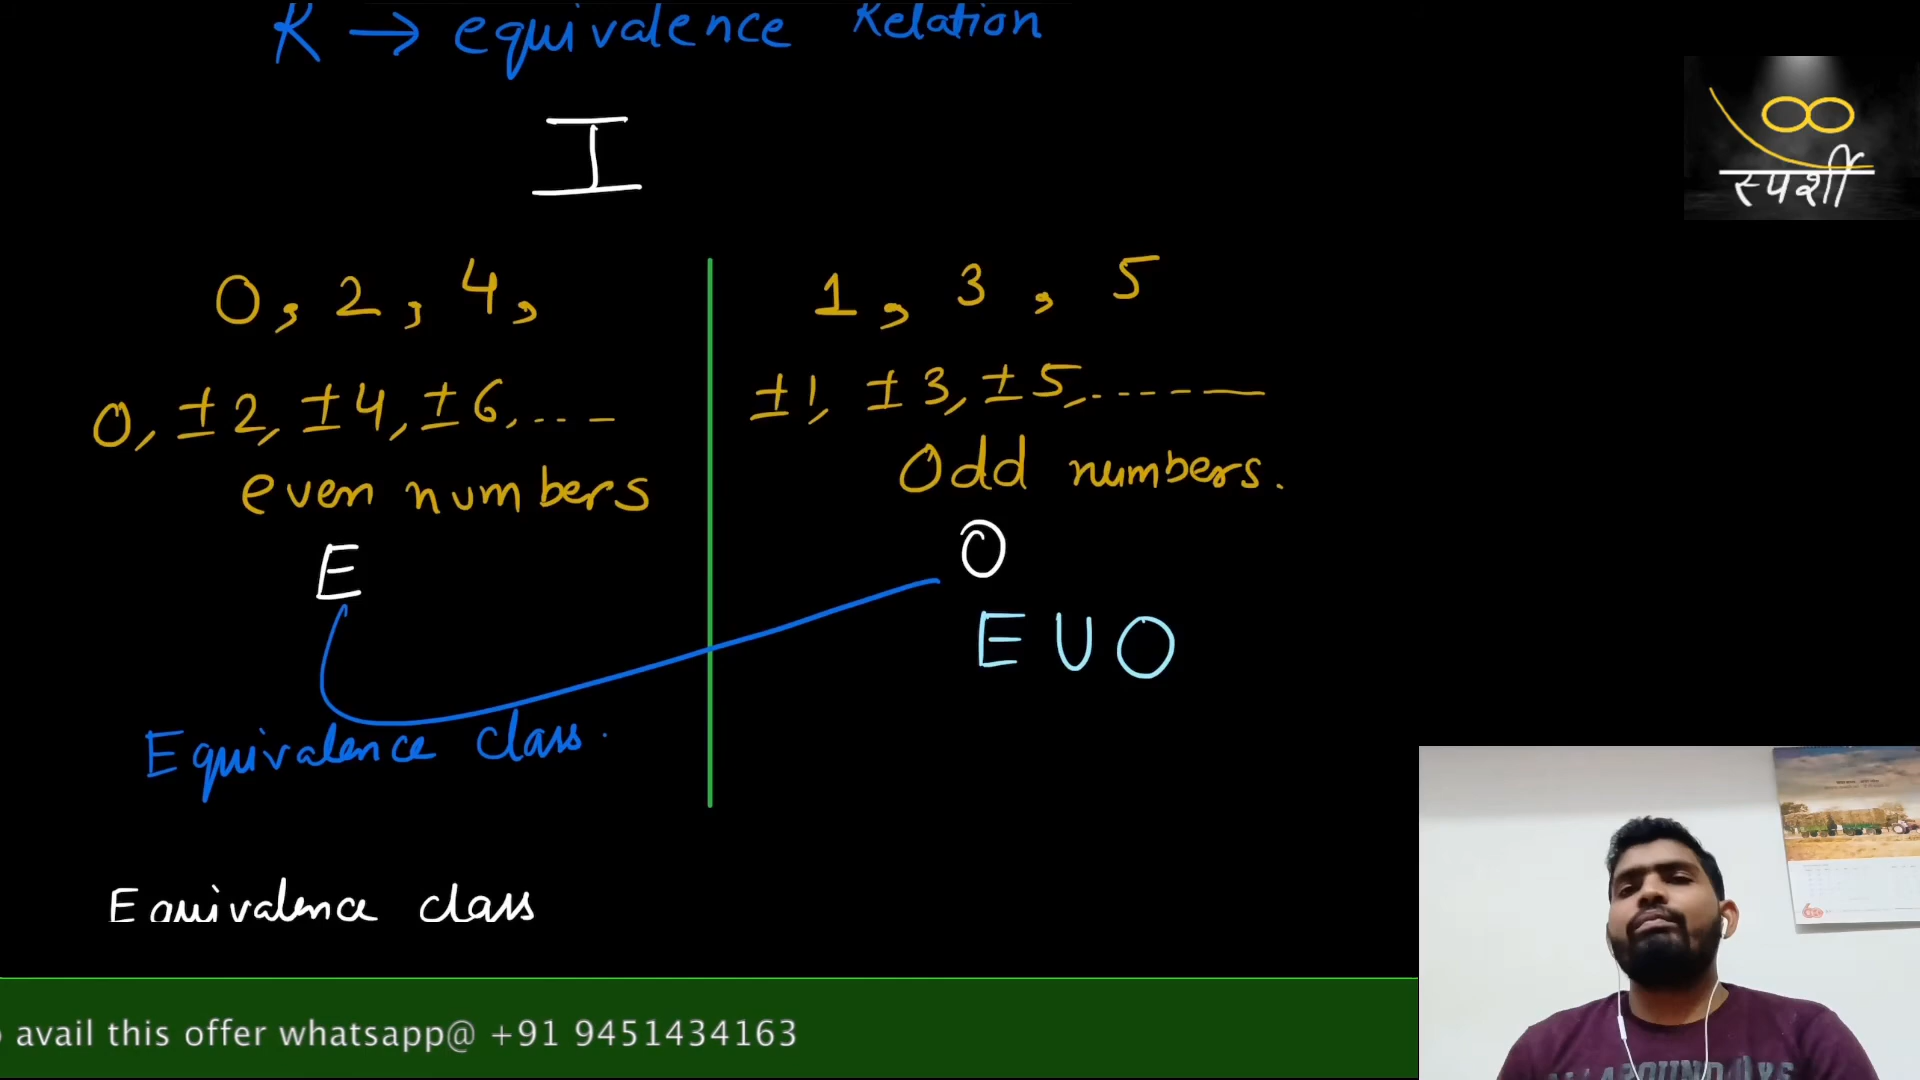 R → equivalence Relation
I
0, 2, 4,
1, 3, 5
0, ±2, ±4, ±6, ....
±1, ±3, ±5, ........
even numbers
Odd numbers.
E
O
E U O
Equivalence class.
Equivalence class
avail this offer whatsapp@ +91 9451434163
स्पर्शी